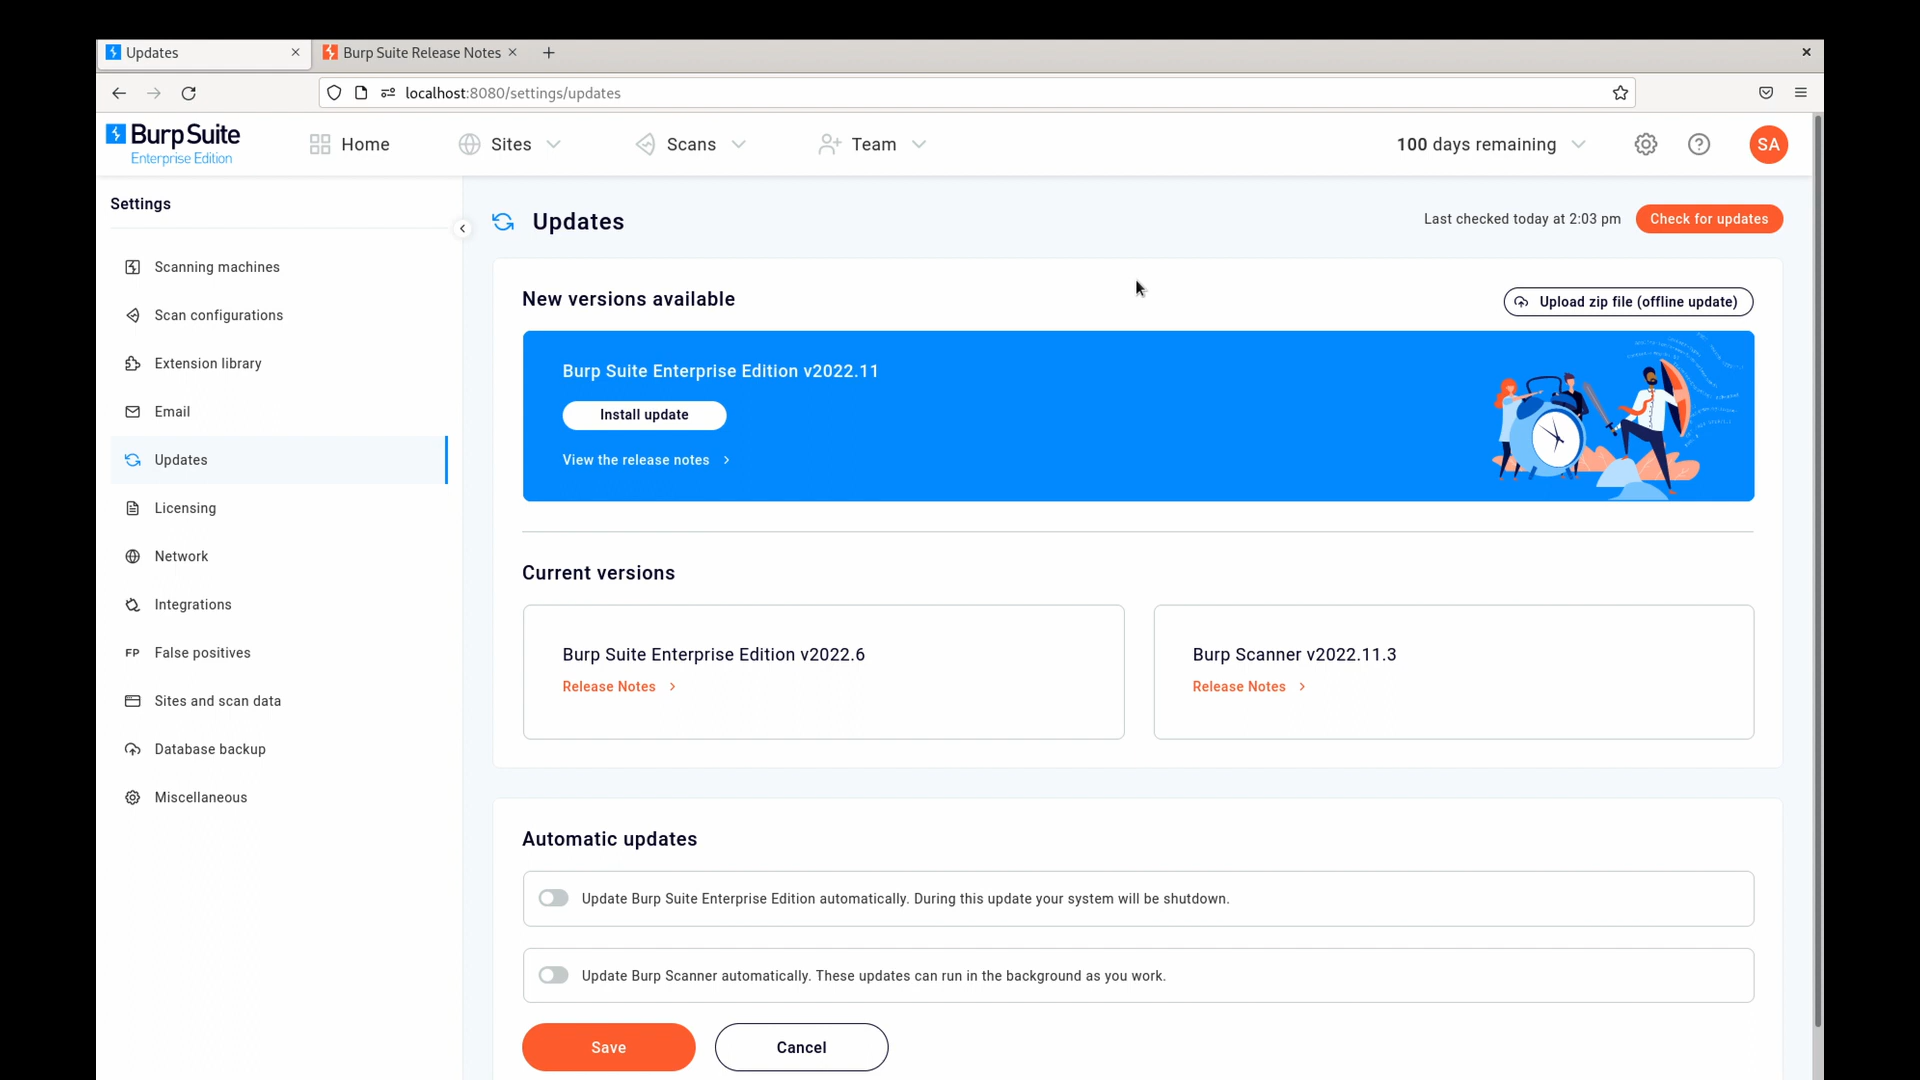 Updates
Burp Suite Release Notes
localhost:8080/settings/updates
Burp Suite
Enterprise Edition
Home
Sites
Scans
Team
100 days remaining
SA
Settings
Scanning machines
Scan configurations
Extension library
Email
Updates
Licensing
Network
Integrations
FP False positives
Sites and scan data
Database backup
Miscellaneous
Updates
Last checked today at 2:03 pm
Check for updates
New versions available
Upload zip file (offline update)
Burp Suite Enterprise Edition v2022.11
Install update
View the release notes
Current versions
Burp Suite Enterprise Edition v2022.6
Release Notes
Burp Scanner v2022.11.3
Release Notes
Automatic updates
Update Burp Suite Enterprise Edition automatically. During this update your system will be shutdown.
Update Burp Scanner automatically. These updates can run in the background as you work.
Save
Cancel